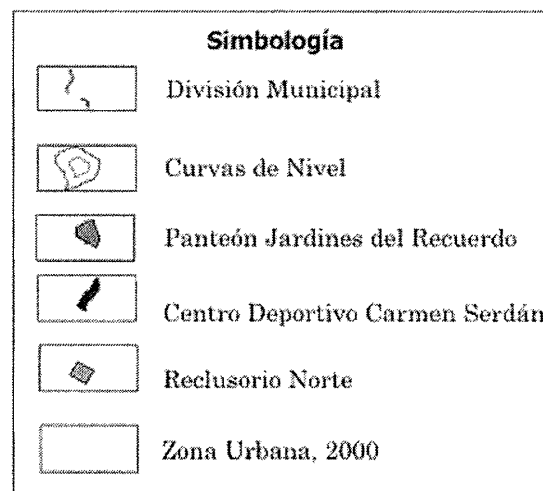 Simbología
División Municipal
Curvas de Nivel
Panteón Jardines del Recuerdo
Centro Deportivo Carmen Serdán
Reclusorio Norte
Zona Urbana, 2000